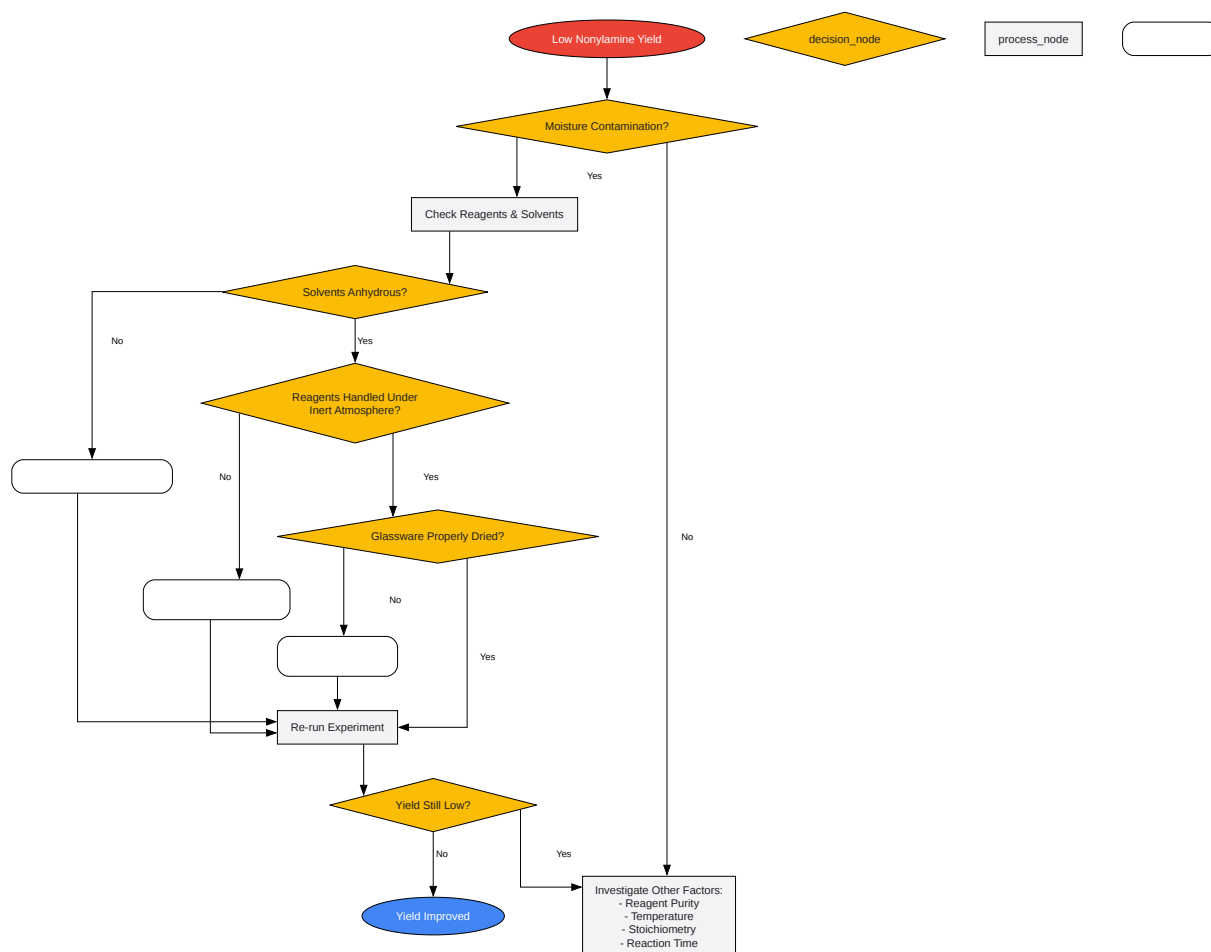 Low Nonylamine Yield
decision_node
process_node
Moisture Contamination?
Yes
Check Reagents & Solvents
Solvents Anhydrous?
No
Yes
Reagents Handled Under
Inert Atmosphere?
No
Yes
Glassware Properly Dried?
No
No
Yes
Re-run Experiment
Yield Still Low?
No
Yes
Investigate Other Factors:
- Reagent Purity
- Temperature
- Stoichiometry
- Reaction Time
Yield Improved